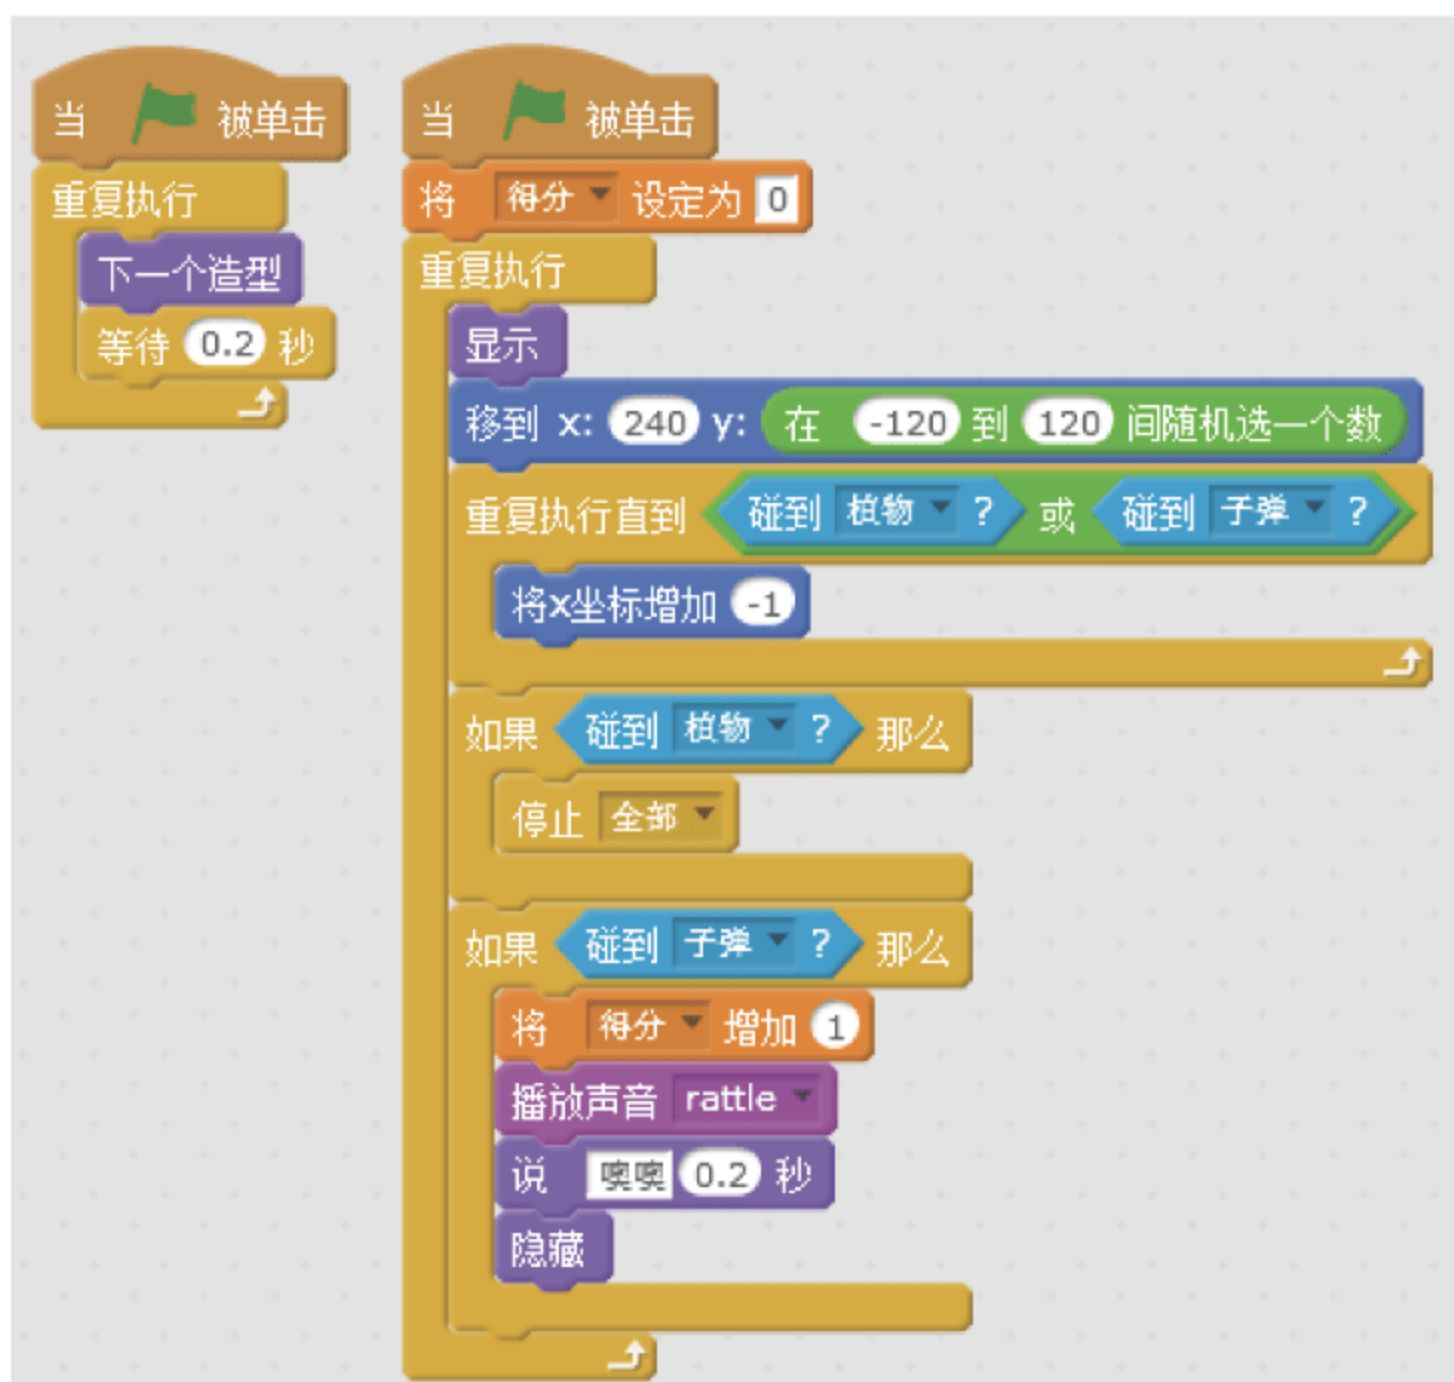 当 被单击
重复执行
下一个造型
等待 0.2 秒
当 被单击
将 得分 设定为 0
重复执行
显示
移到 x: 240 y: 在 -120 到 120 间随机选一个数
重复执行直到 碰到 植物 ? 或 碰到 子弹 ?
将x坐标增加 -1
如果 碰到 植物 ? 那么
停止 全部
如果 碰到 子弹 ? 那么
将 得分 增加 1
播放声音 rattle
说 噢噢 0.2 秒
隐藏